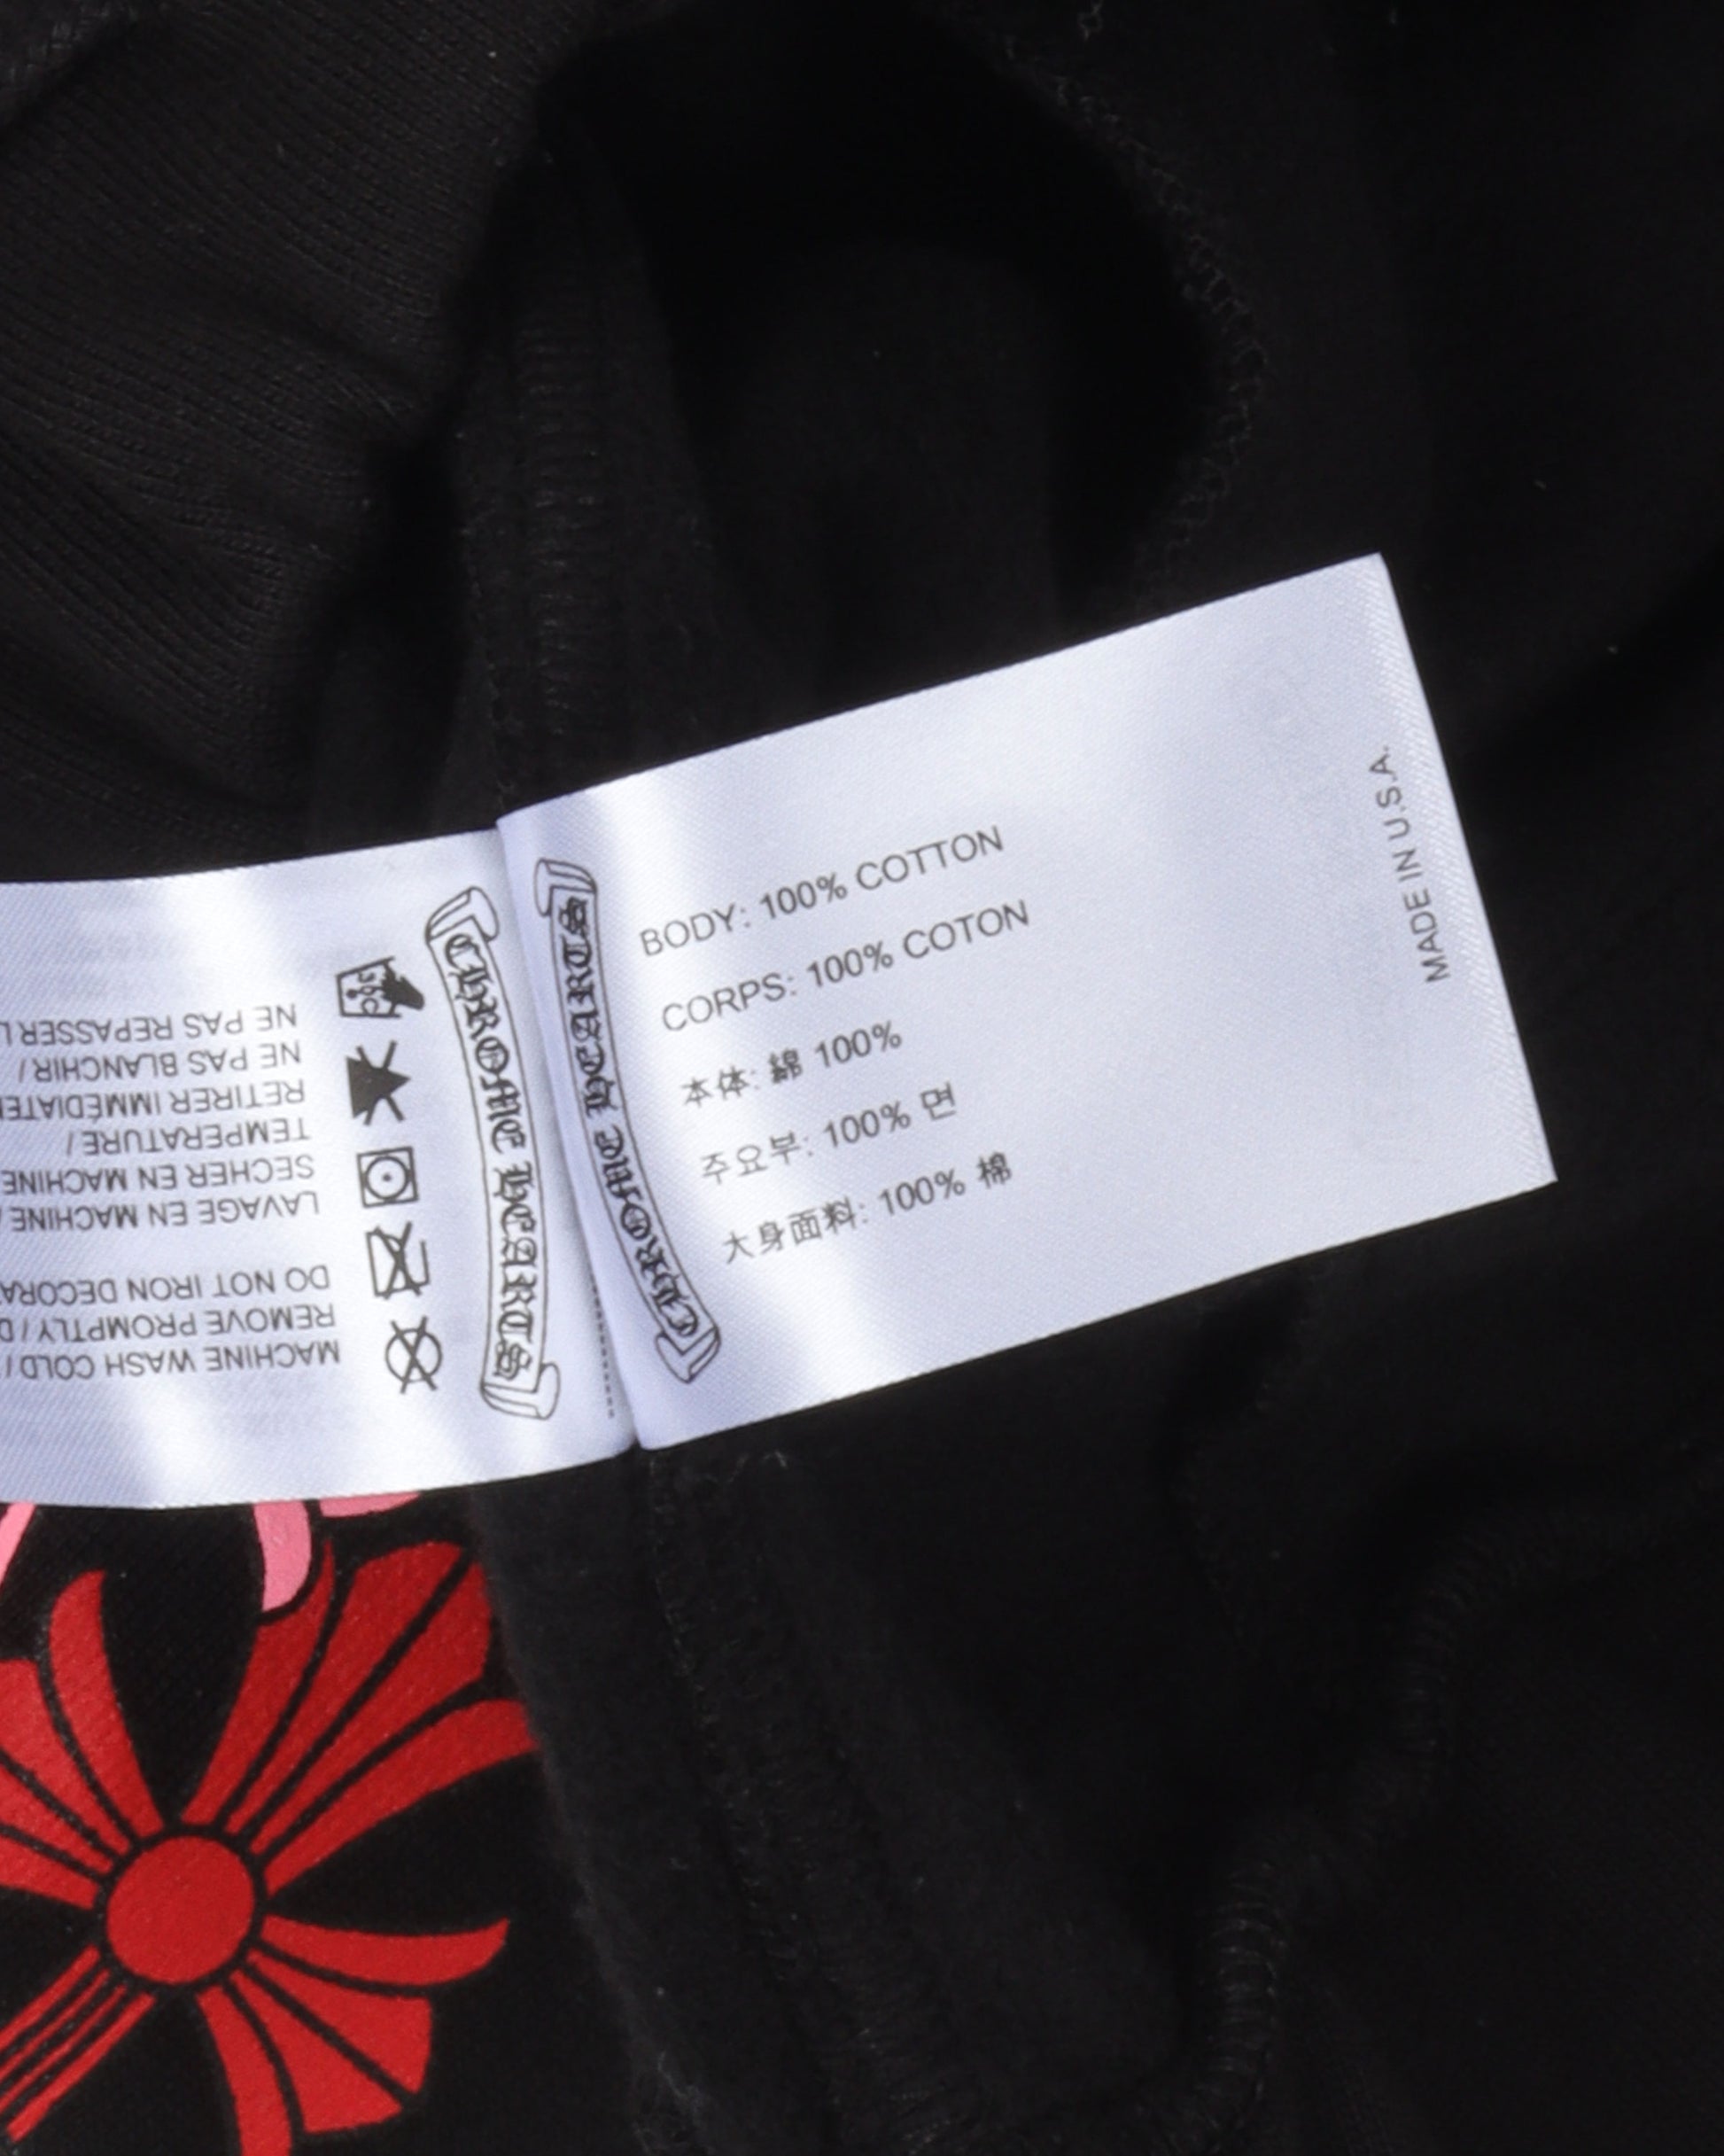 CHROME HEARTS
BODY: 100% COTTON
CORPS: 100% COTON
本体: 綿 100%
주요부: 100% 면
大身面料: 100% 棉
MADE IN U.S.A.
CHROME HEARTS
MACHINE WASH COLD /
REMOVE PROMPTLY /
DO NOT IRON
LAVAGE EN MACHINE /
SECHER EN MACHINE
TEMPERATURE /
RETIRER
NE PAS BLANCHIR /
NE PAS REPASSER